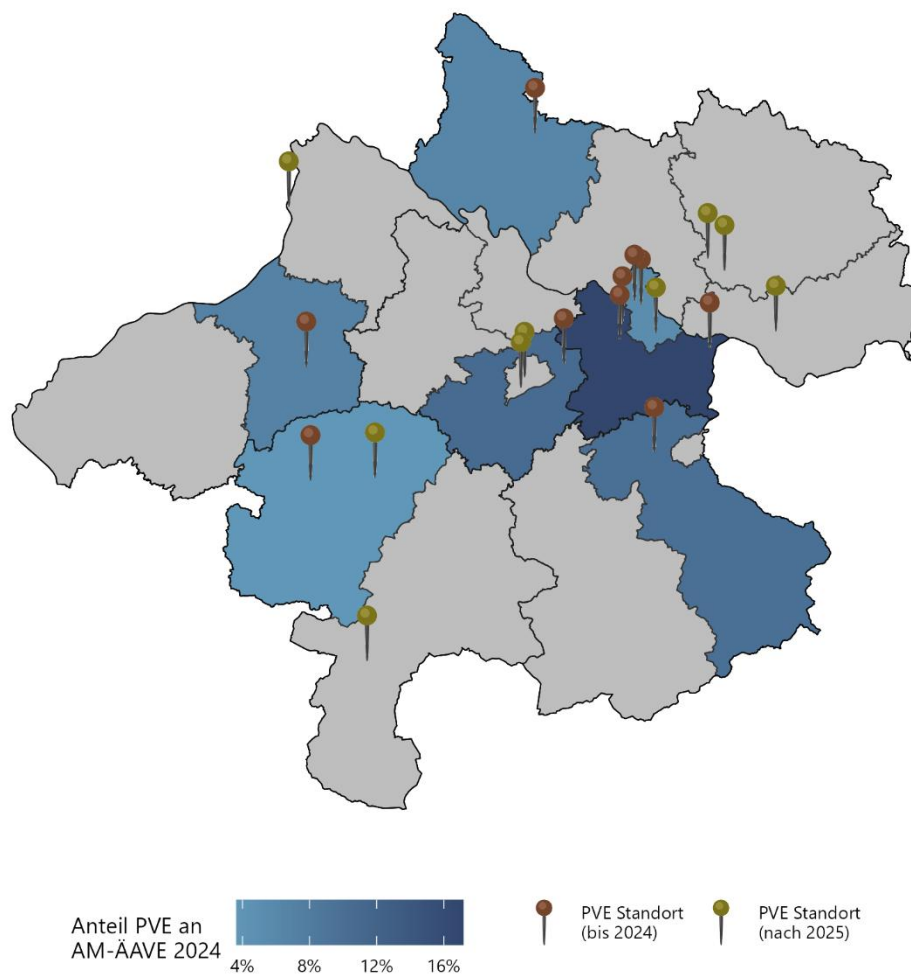 Anteil PVE an
AM-ÄAVE 2024
4% 8% 12% 16%
PVE Standort
(bis 2024)
PVE Standort
(nach 2025)